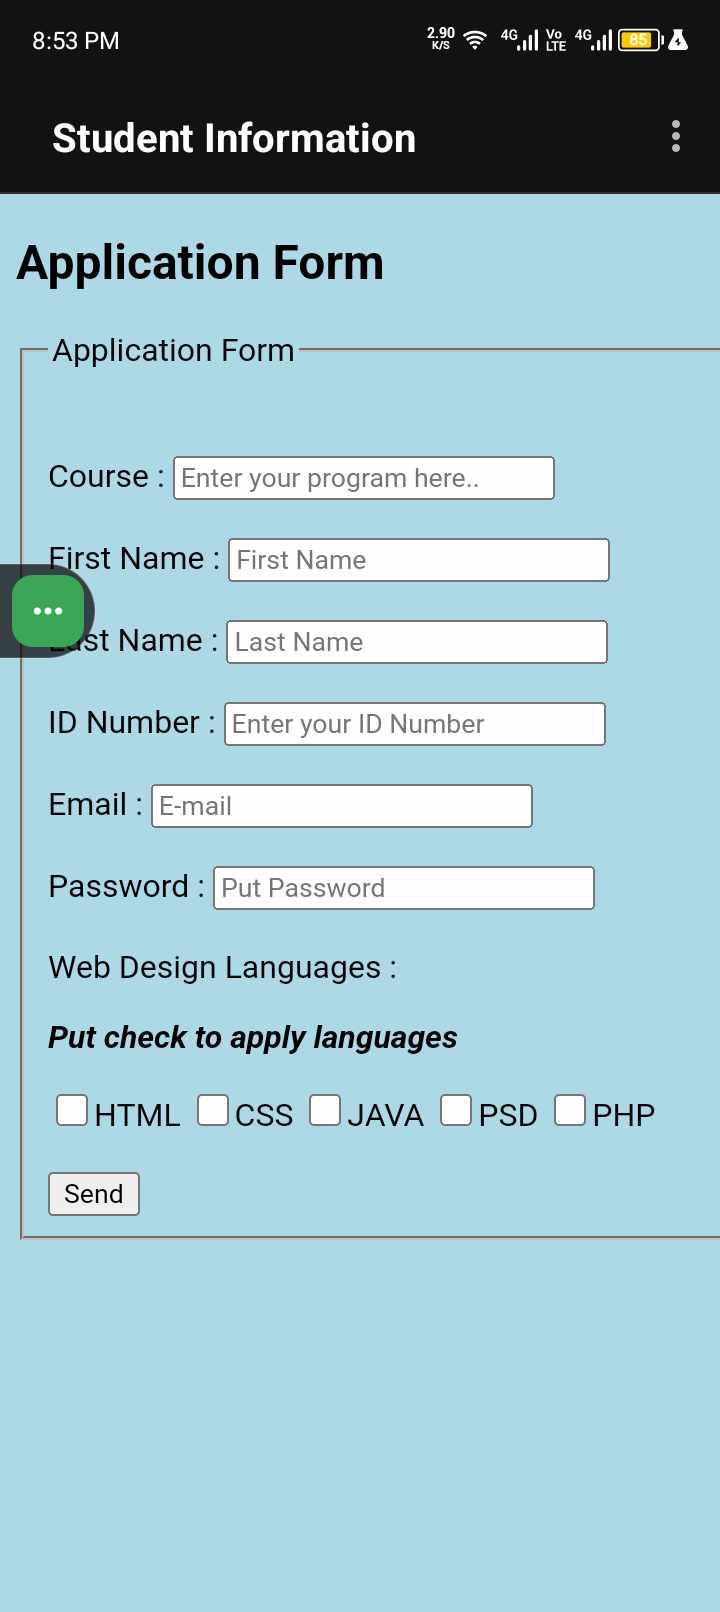 8:53 PM 2.90 K/S 4G Vo LTE 4G 85
Student Information
Application Form
Application Form
Course : Enter your program here..
First Name : First Name
Last Name : Last Name
ID Number : Enter your ID Number
Email : E-mail
Password : Put Password
Web Design Languages :
Put check to apply languages
HTML CSS JAVA PSD PHP
Send